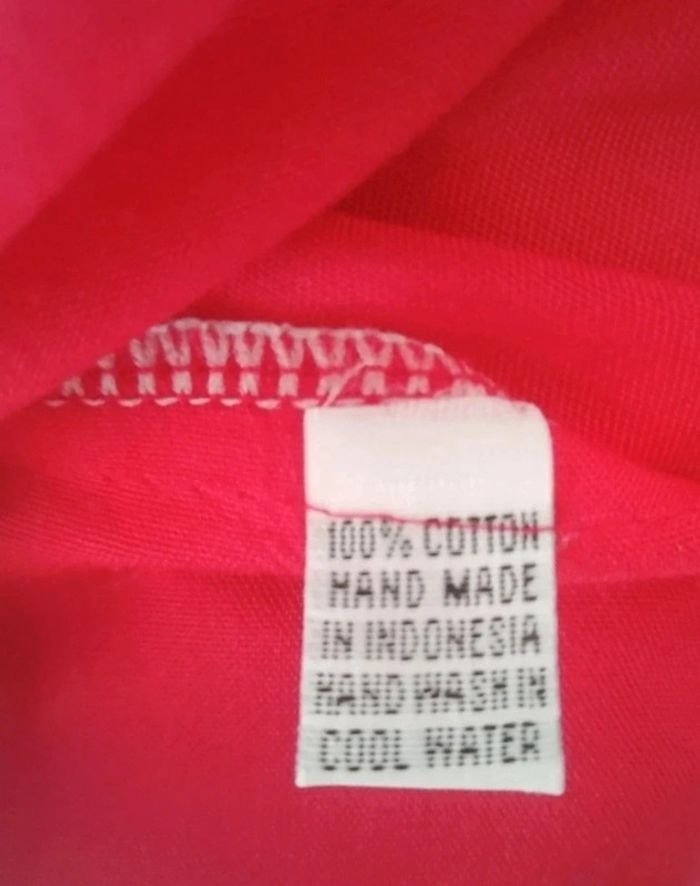 100% COTTON
HAND MADE
IN INDONESIA
HAND WASH IN
COOL WATER